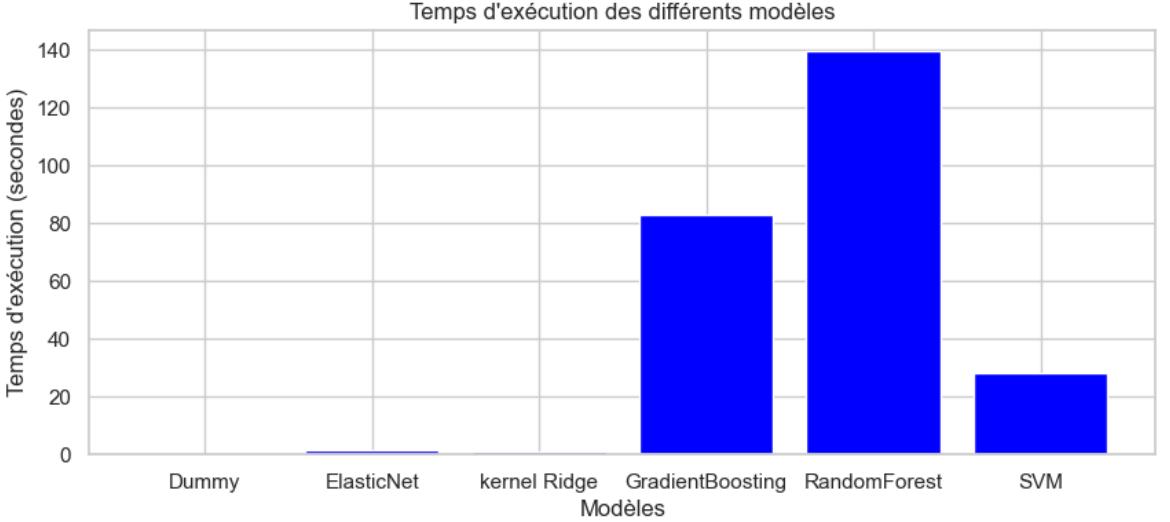 Temps d'exécution des différents modèles
Temps d'exécution (secondes)
140
120
100
80
60
40
20
0
Dummy ElasticNet kernel Ridge GradientBoosting RandomForest SVM
Modèles